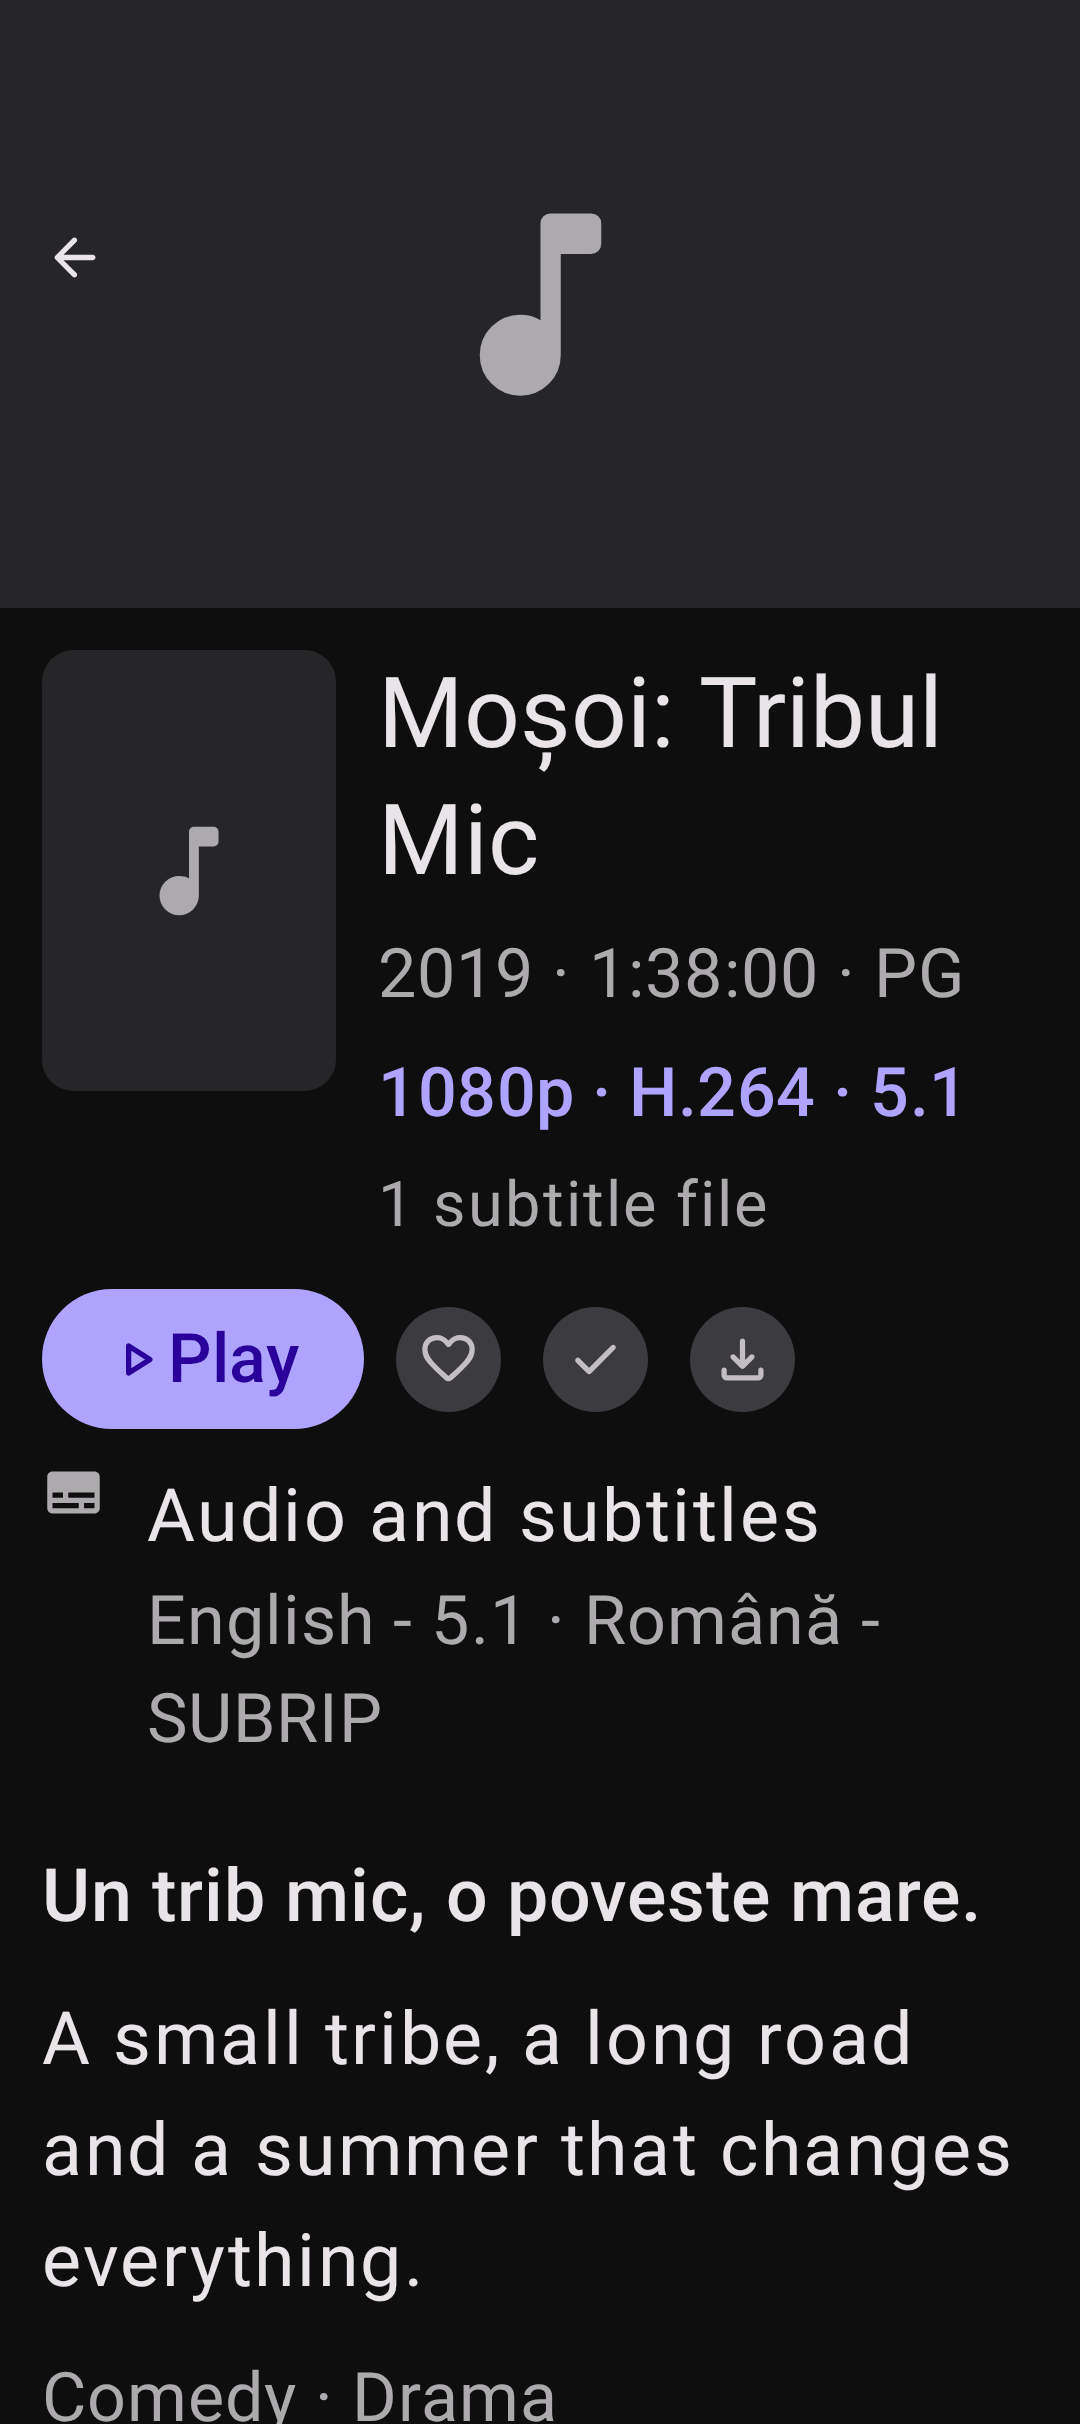 Moșoi: Tribul
Mic
2019 · 1:38:00 · PG
1080p · H.264 · 5.1
1 subtitle file
Play
Audio and subtitles
English - 5.1 · Română -
SUBRIP
Un trib mic, o poveste mare.
A small tribe, a long road
and a summer that changes
everything.
Comedy · Drama